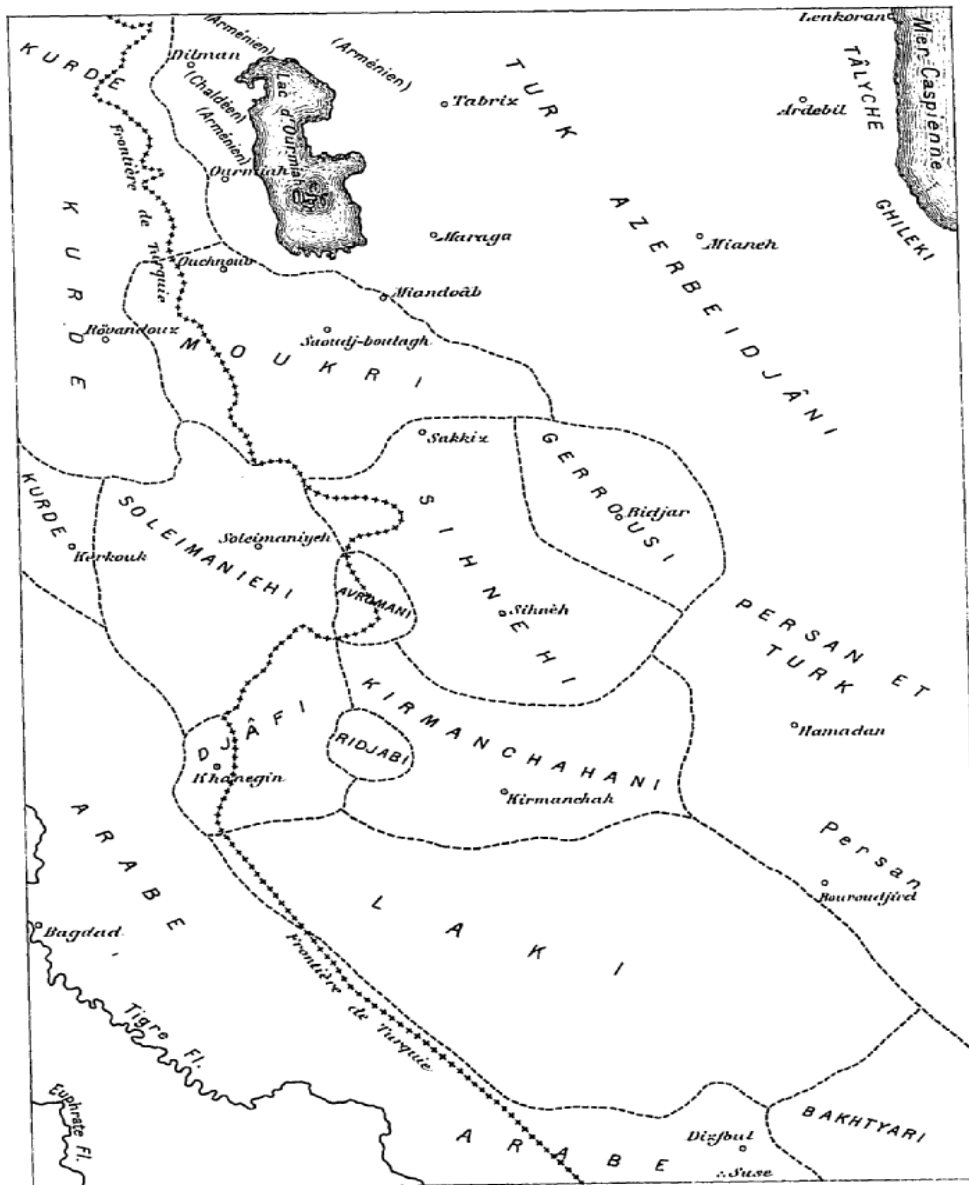 Lenkoran
Mer Caspienne
TÂLYCHE
(Arménien)
(Arménien)
KURDE
Dilman
(Chaldéen)
(Arménien)
Lac d'Ourmiah
TURK AZERBEIDJÂNI
Tabriz
Ardebil
Frontière de Turquie
Ourmiah
GHILEKI
KURDE
Maraga
Mianeh
Ouchnouv
Miandoâb
Rövandouz
Saoudj-boulagh
MOUKRI
Sakkiz
GERROUSI
KURDE
SOLEIMANIEHI
SIHNEHI
Bidjar
Kerkouk
Soleimaniyeh
AVROMANI
Sihnèh
PERSAN ET
TURK
KIRMANCHAHANI
DJÂFI
RIDJABI
Hamadan
Khanegin
Kirmanchah
ARABE
Persan
Bouroudjird
LAKI
Bagdad
Frontière de Turquie
Tigre Fl.
Euphrate Fl.
ARABE
Dizfbul
BAKHTYARI
Suse